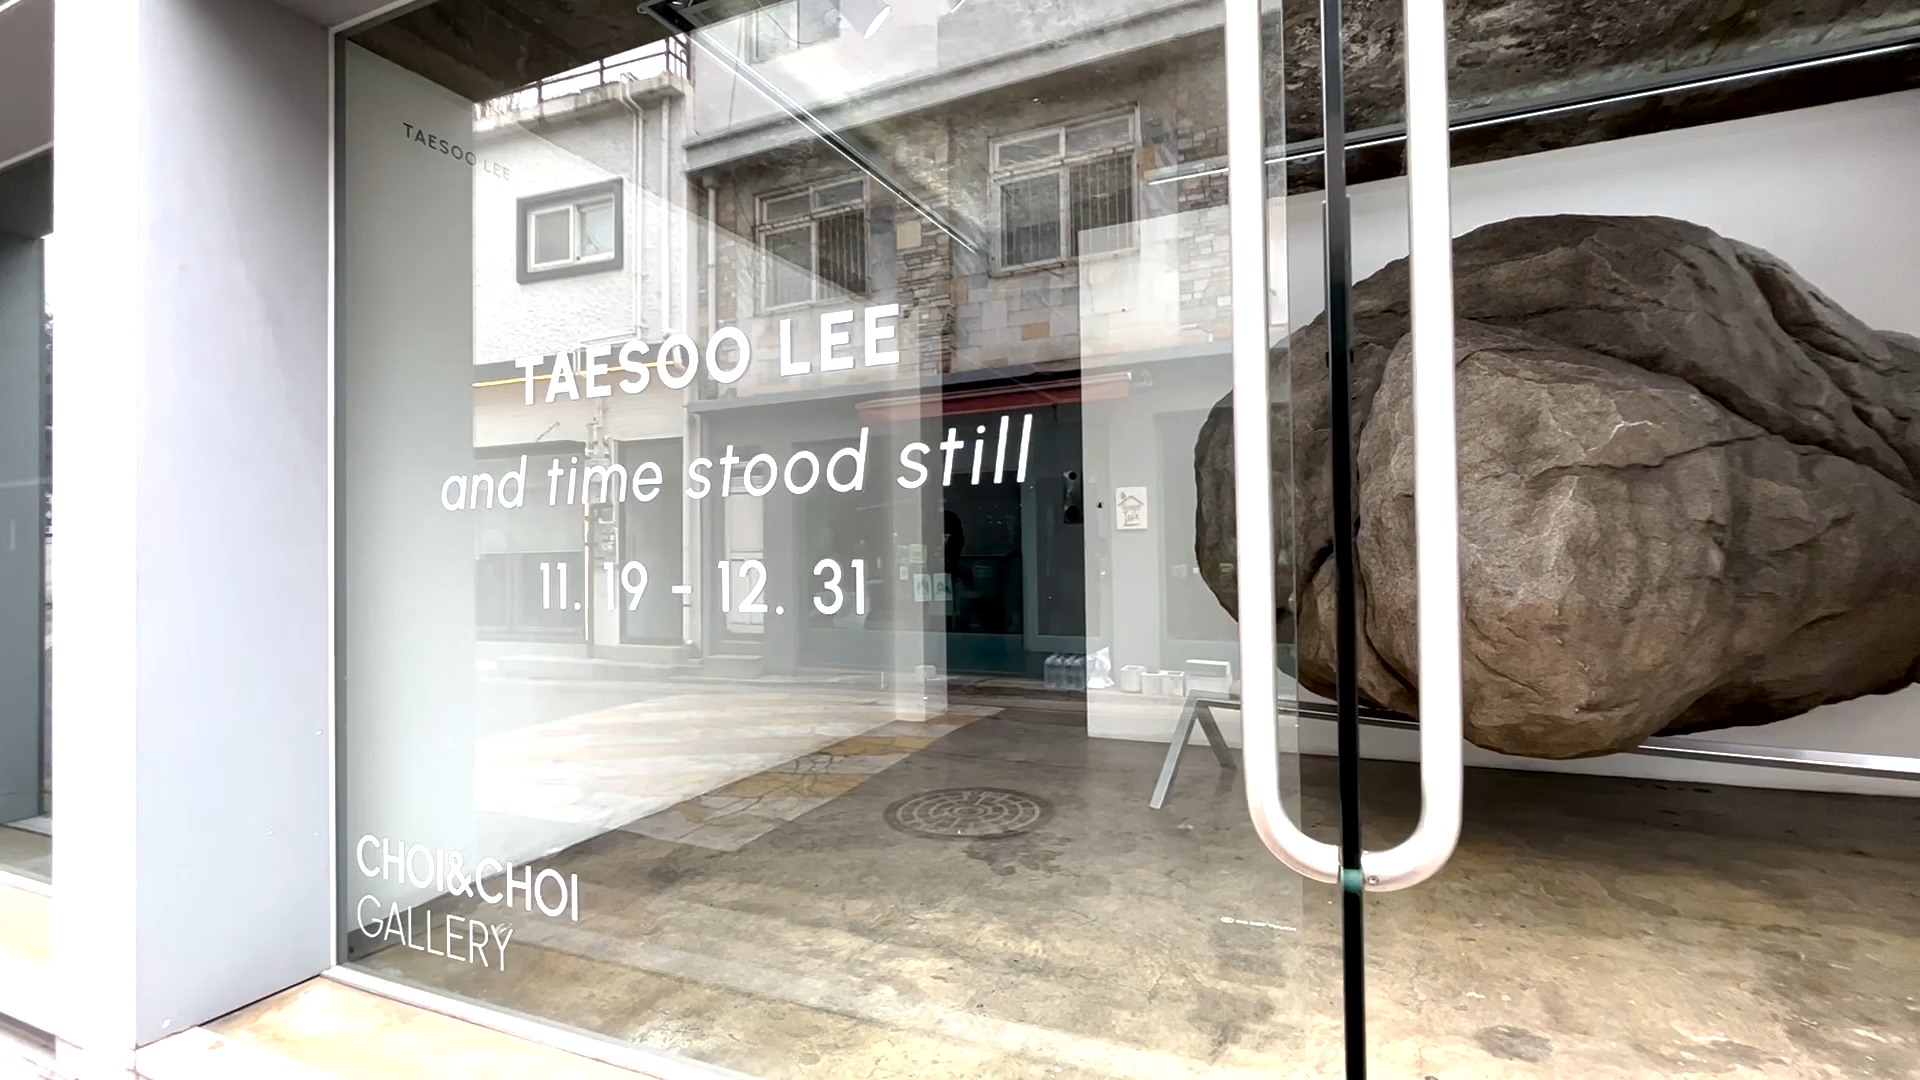 TAESOO LEE
TAESOO LEE
and time stood still
11. 19 - 12. 31
CHOI&CHOI
GALLERY